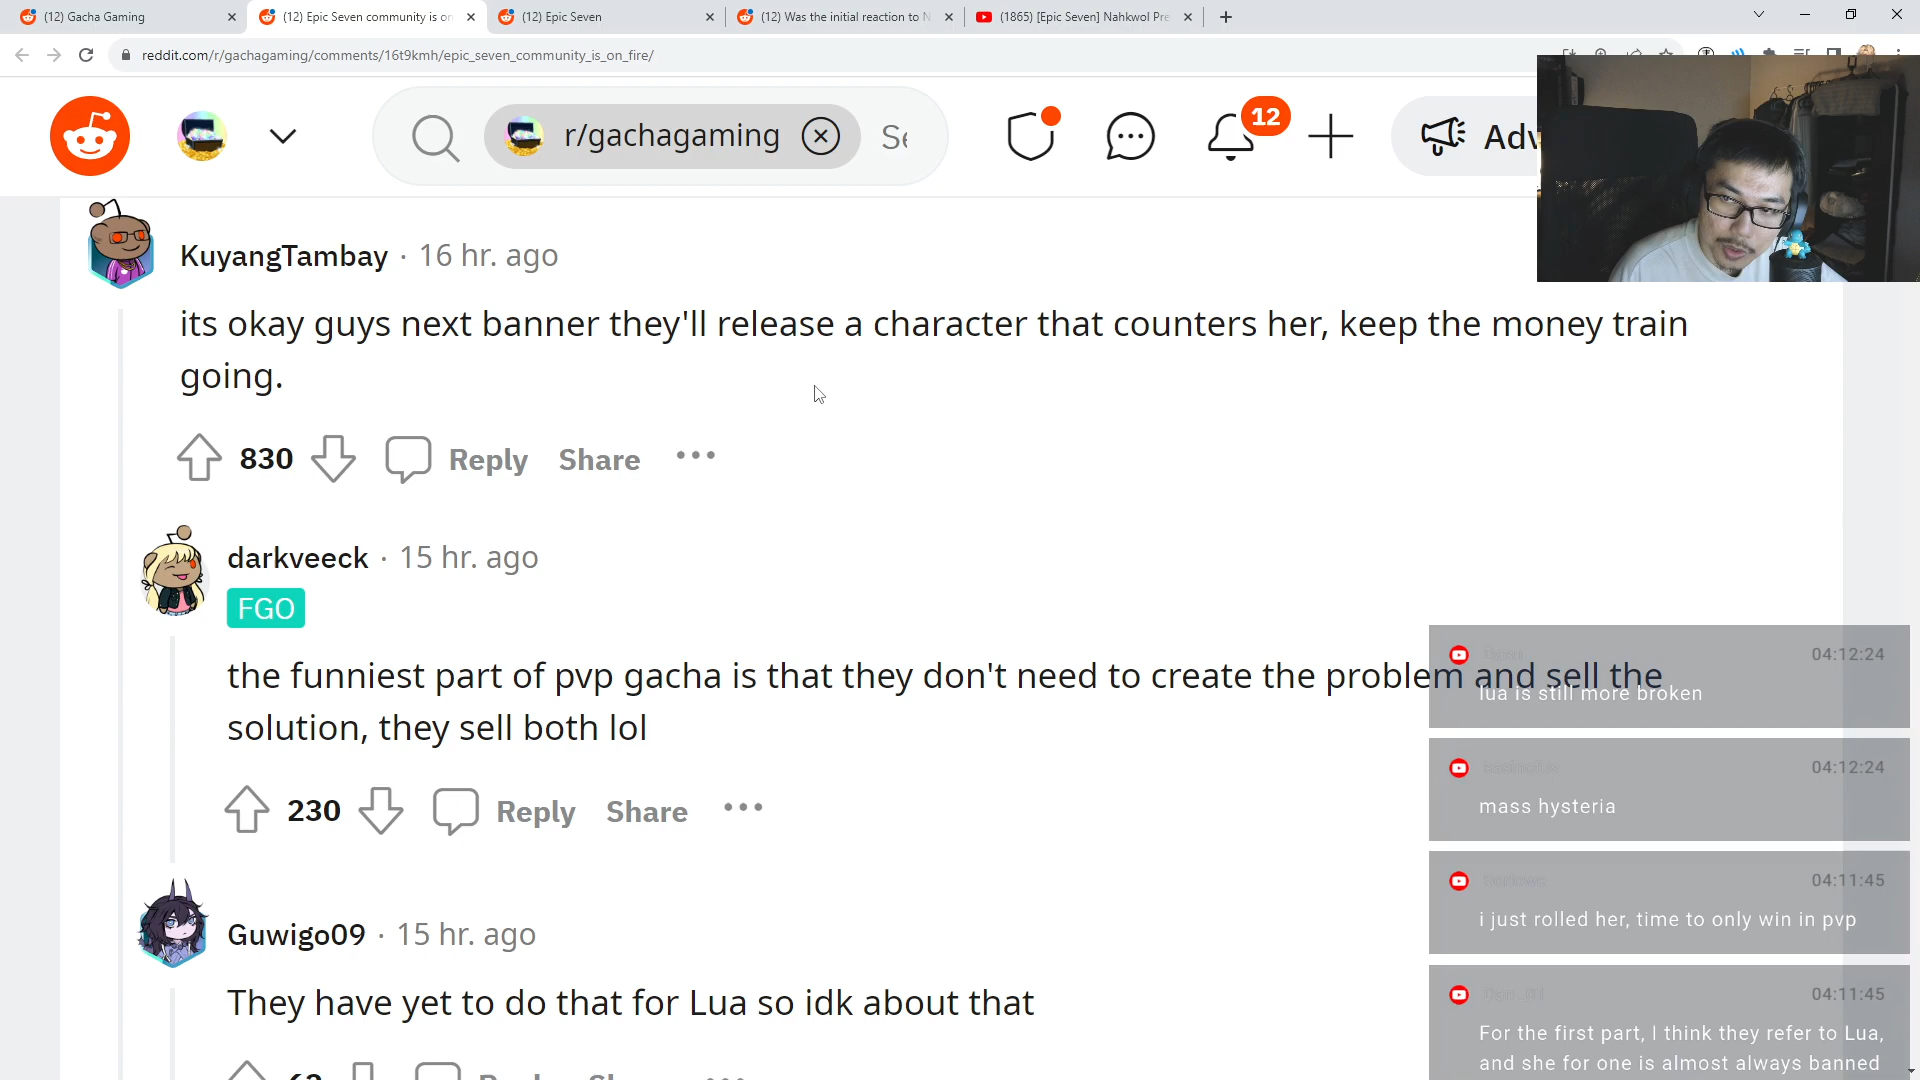 (12) Gacha Gaming
(12) Epic Seven community is on
(12) Epic Seven
(12) Was the initial reaction to N
(1865) [Epic Seven] Nahkwol Pre
reddit.com/r/gachagaming/comments/16t9kmh/epic_seven_community_is_on_fire/
r/gachagaming
Se
12
Adv
KuyangTambay · 16 hr. ago
its okay guys next banner they'll release a character that counters her, keep the money train
going.
830
Reply
Share
darkveeck · 15 hr. ago
FGO
the funniest part of pvp gacha is that they don't need to create the problem and sell the
solution, they sell both lol
230
Reply
Share
Guwigo09 · 15 hr. ago
They have yet to do that for Lua so idk about that
04:12:24
lua is still more broken
04:12:24
mass hysteria
04:11:45
i just rolled her, time to only win in pvp
04:11:45
For the first part, I think they refer to Lua,
and she for one is almost always banned